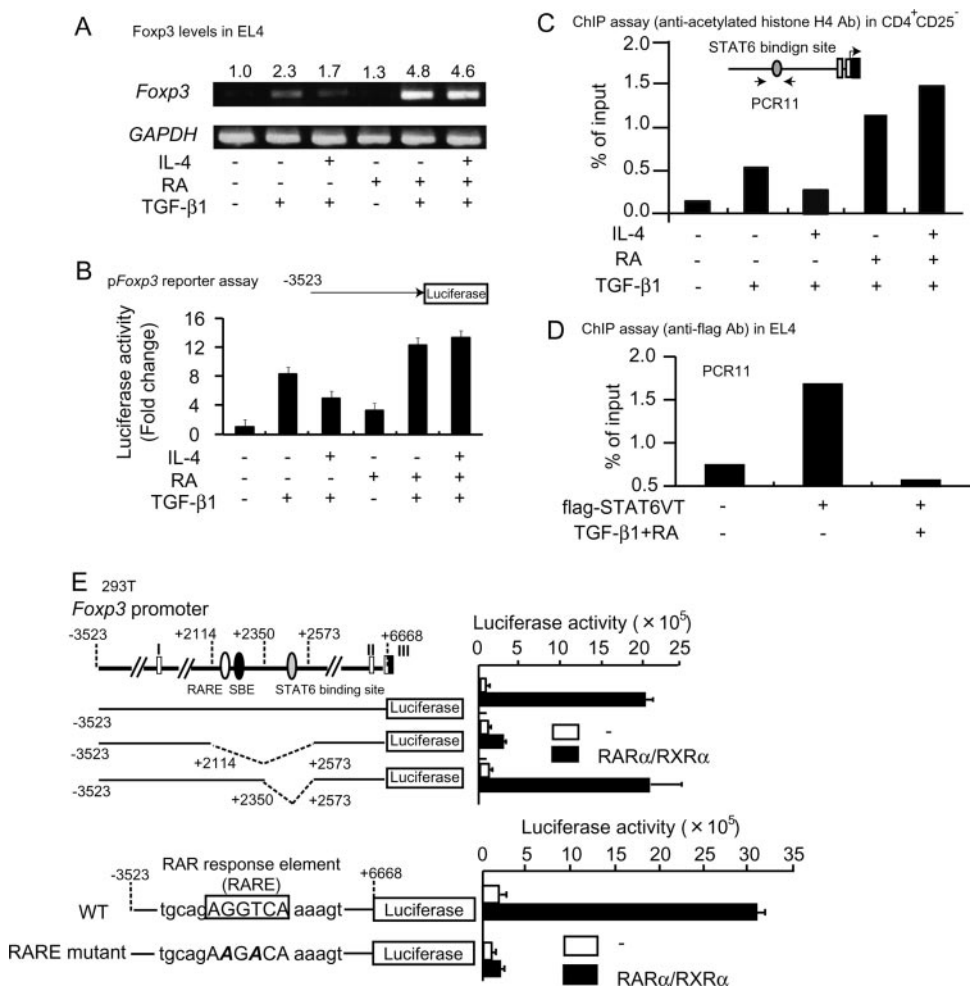 A Foxp3 levels in EL4
1.0 2.3 1.7 1.3 4.8 4.6
Foxp3
GAPDH
IL-4 - - + - - +
RA - - - + + +
TGF-β1 - + + - + +
B pFoxp3 reporter assay
-3523
Luciferase
Luciferase activity
(Fold change)
16
12
8
4
0
IL-4 - - + - - +
RA - - - + + +
TGF-β1 - + + - + +
C ChIP assay (anti-acetylated histone H4 Ab) in CD4+CD25-
STAT6 bindign site
PCR11
% of input
2.0
1.5
1.0
0.5
0.0
IL-4 - - + - +
RA - - - + +
TGF-β1 - + + + +
D ChIP assay (anti-flag Ab) in EL4
PCR11
% of input
2.0
1.5
1.0
0.5
flag-STAT6VT - + +
TGF-β1+RA - - +
E 293T
Foxp3 promoter
-3523 +2114 +2350 +2573 +6668
I II III
RARE SBE STAT6 binding site
-3523 Luciferase
-3523 +2114 +2573 Luciferase
-3523 +2350 +2573 Luciferase
Luciferase activity (×10⁵)
0 5 10 15 20 25
-
RARα/RXRα
Luciferase activity (×10⁵)
0 5 10 15 20 25 30 35
-3523 RAR response element +6668
(RARE)
WT tgcagAGGTCA aaagt Luciferase
RARE mutant tgcagAAGACA aaagt Luciferase
-
RARα/RXRα